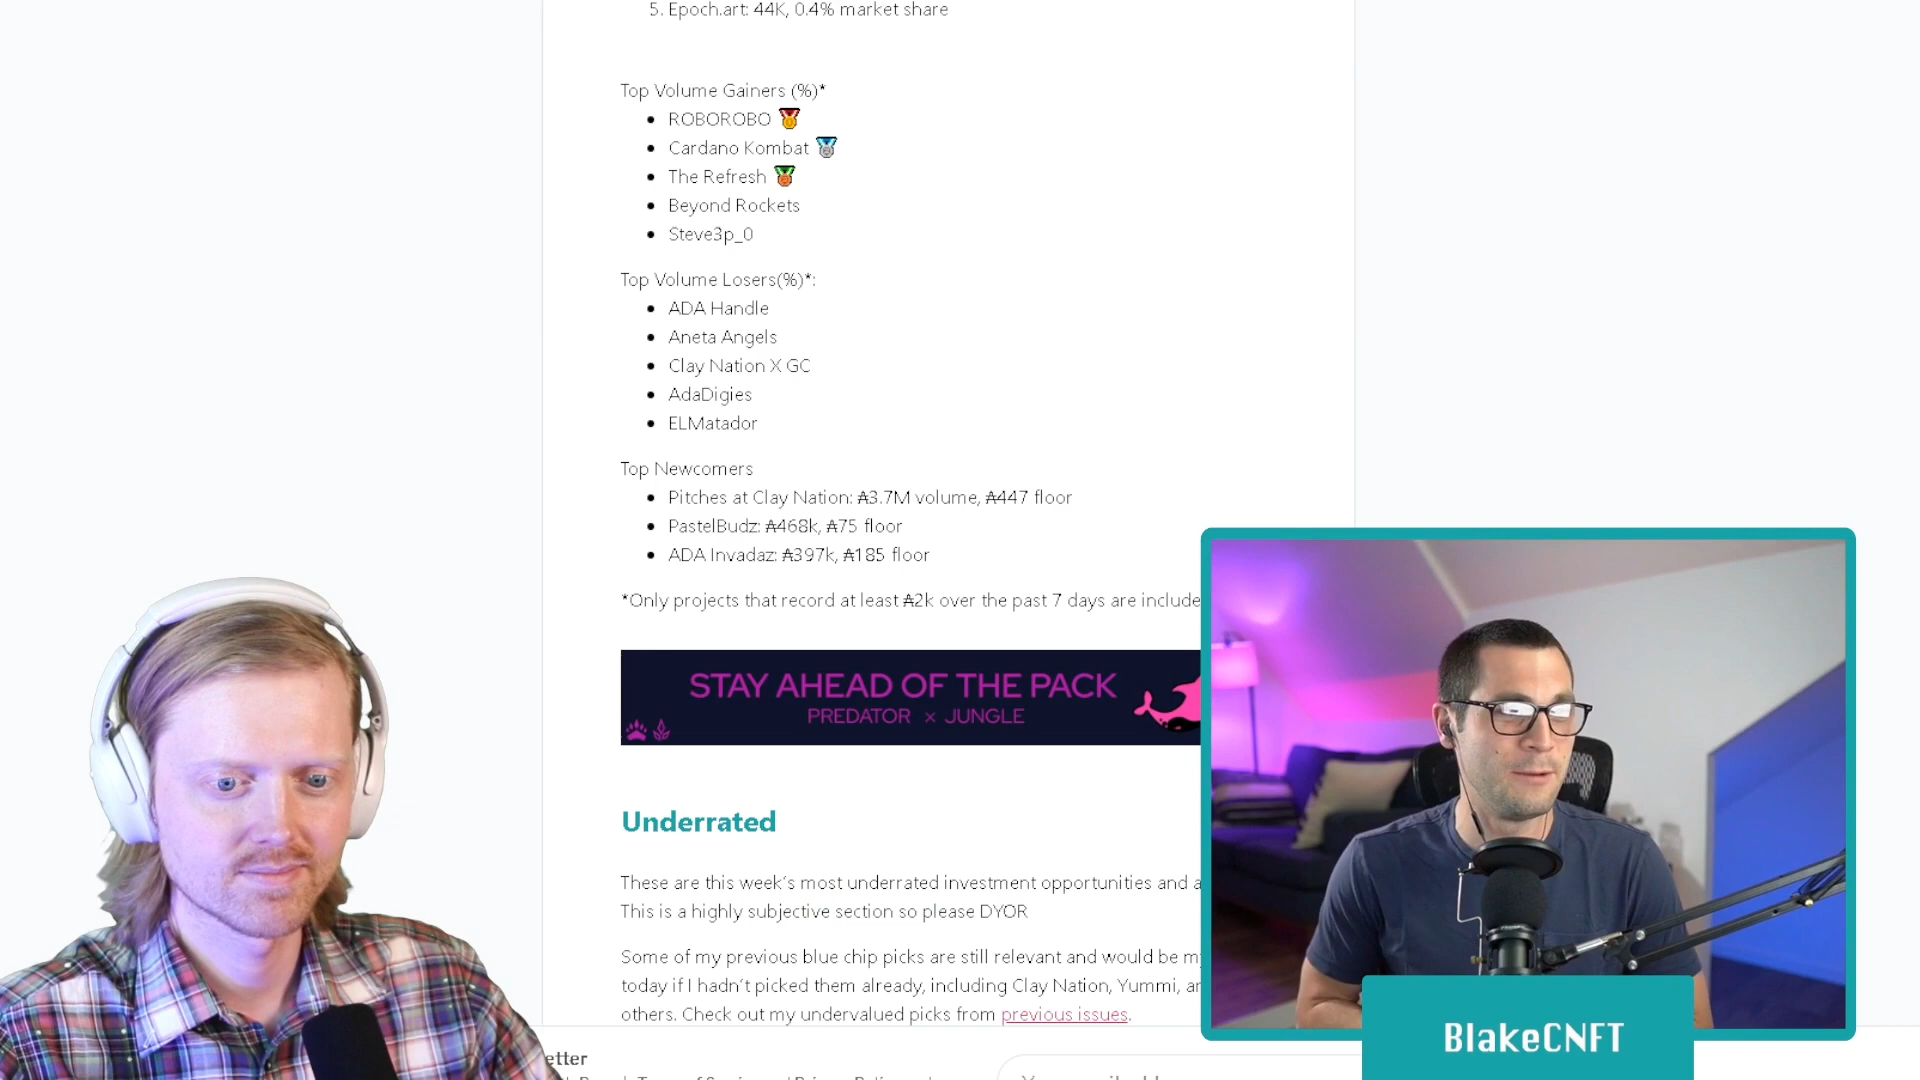 5. Epoch.art: 44K, 0.4% market share
Top Volume Gainers (%)*
ROBOROBO
Cardano Kombat
The Refresh
Beyond Rockets
Steve3p_0
Top Volume Losers(%)*:
ADA Handle
Aneta Angels
Clay Nation X GC
AdaDigies
ELMatador
Top Newcomers
Pitches at Clay Nation: ₳3.7M volume, ₳447 floor
PastelBudz: ₳468k, ₳75 floor
ADA Invadaz: ₳397k, ₳185 floor
*Only projects that record at least ₳2k over the past 7 days are include
STAY AHEAD OF THE PACK
PREDATOR × JUNGLE
Underrated
These are this week's most underrated investment opportunities and a
This is a highly subjective section so please DYOR
Some of my previous blue chip picks are still relevant and would be my
today if I hadn't picked them already, including Clay Nation, Yummi, an
others. Check out my undervalued picks from previous issues.
etter
BlakeCNFT